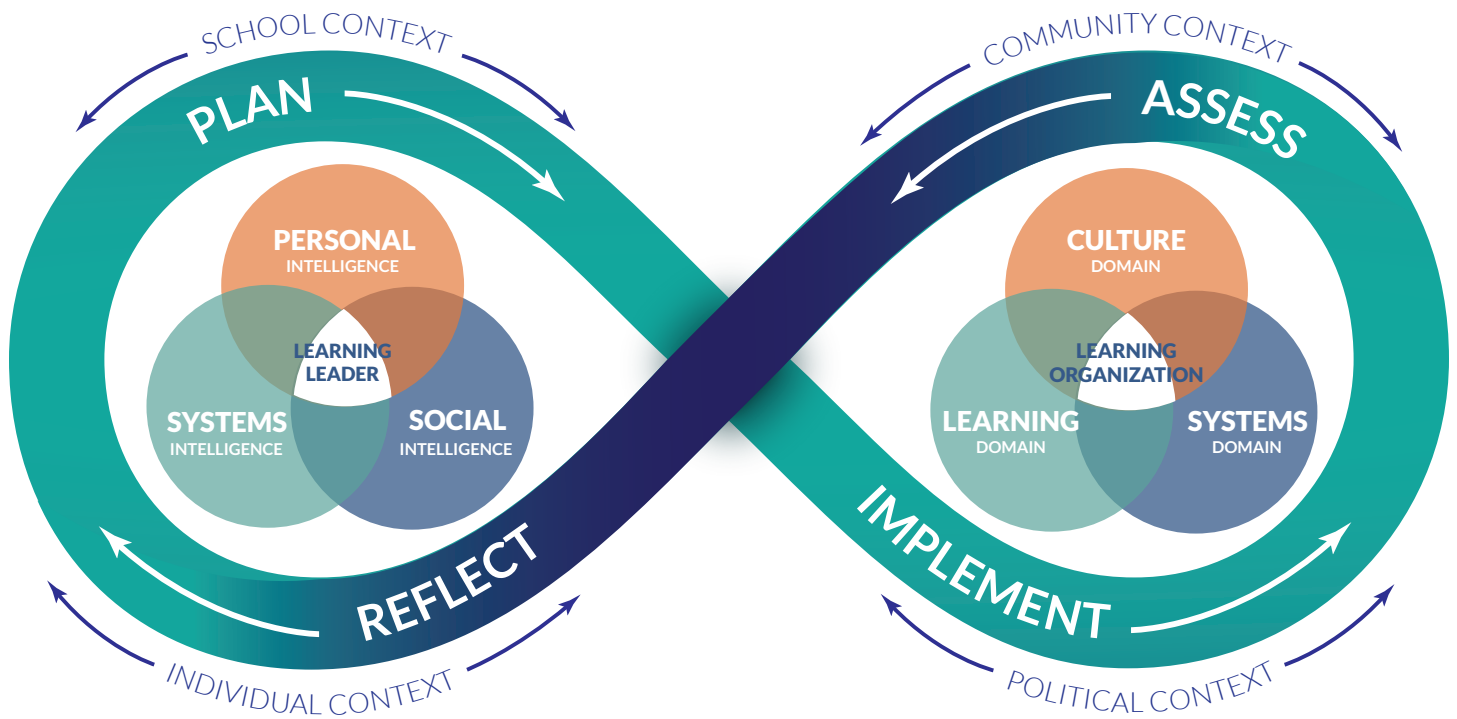 SCHOOL CONTEXT
PLAN
PERSONAL
INTELLIGENCE
LEARNING
LEADER
SYSTEMS
INTELLIGENCE
SOCIAL
INTELLIGENCE
REFLECT
INDIVIDUAL CONTEXT
COMMUNITY CONTEXT
ASSESS
CULTURE
DOMAIN
LEARNING
ORGANIZATION
LEARNING
DOMAIN
SYSTEMS
DOMAIN
IMPLEMENT
POLITICAL CONTEXT